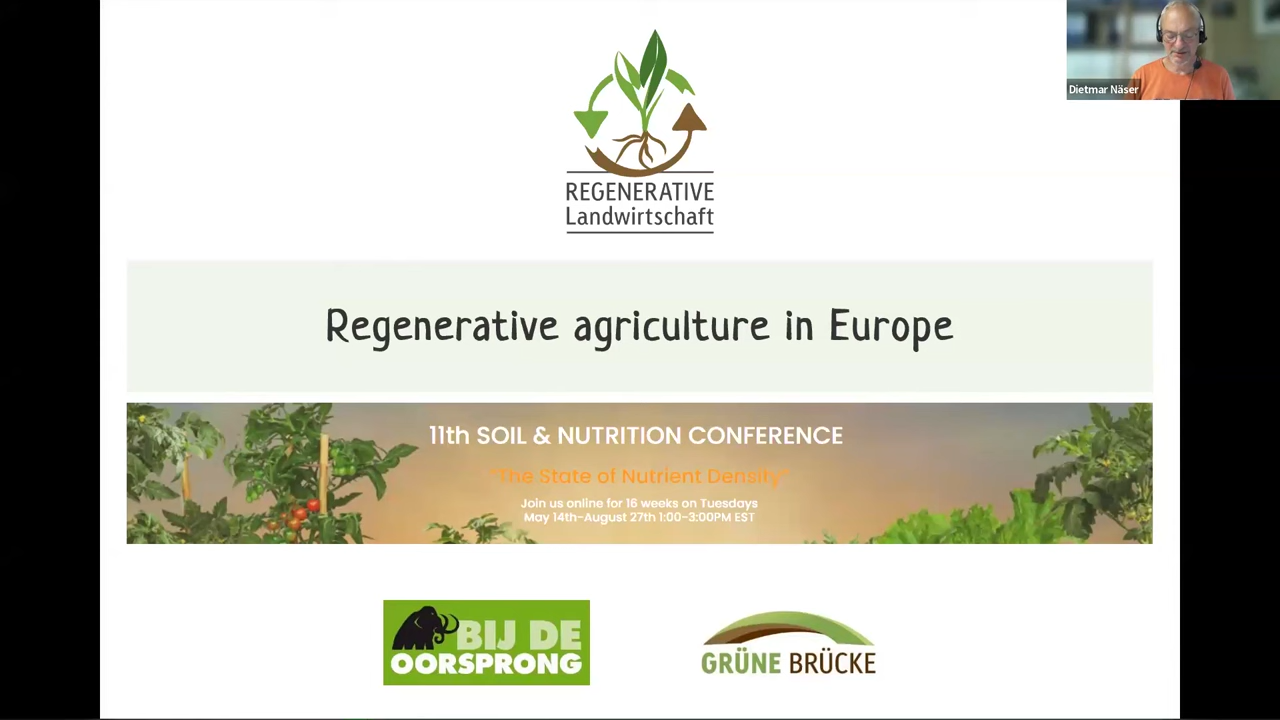 Dietmar Näser
REGENERATIVE
Landwirtschaft
Regenerative agriculture in Europe
11th SOIL & NUTRITION CONFERENCE
"The State of Nutrient Density"
Join us online for 16 weeks on Tuesdays
May 14th-August 27th 1:00-3:00PM EST
BIJ DE
OORSPRONG
GRÜNE BRÜCKE